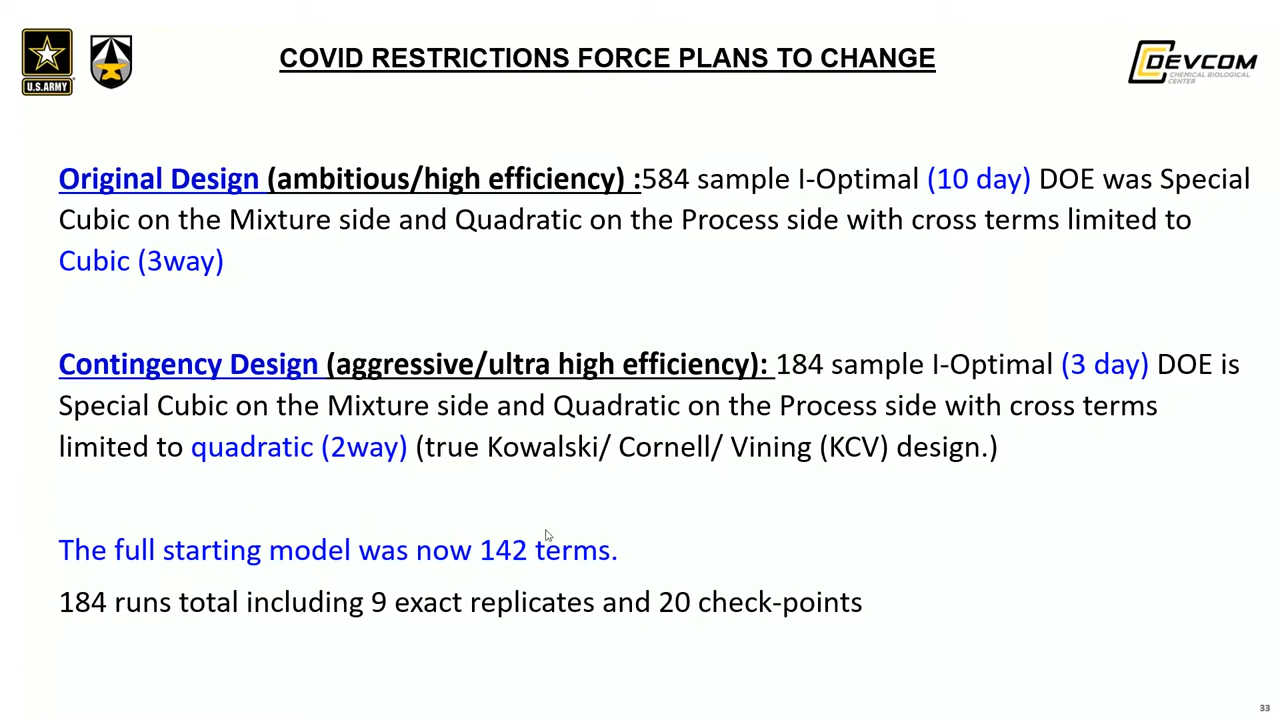 COVID RESTRICTIONS FORCE PLANS TO CHANGE
U.S.ARMY
DEVCOM
CHEMICAL BIOLOGICAL
CENTER
Original Design (ambitious/high efficiency) :584 sample I-Optimal (10 day) DOE was Special
Cubic on the Mixture side and Quadratic on the Process side with cross terms limited to
Cubic (3way)
Contingency Design (aggressive/ultra high efficiency): 184 sample I-Optimal (3 day) DOE is
Special Cubic on the Mixture side and Quadratic on the Process side with cross terms
limited to quadratic (2way) (true Kowalski/ Cornell/ Vining (KCV) design.)
The full starting model was now 142 terms.
184 runs total including 9 exact replicates and 20 check-points
33